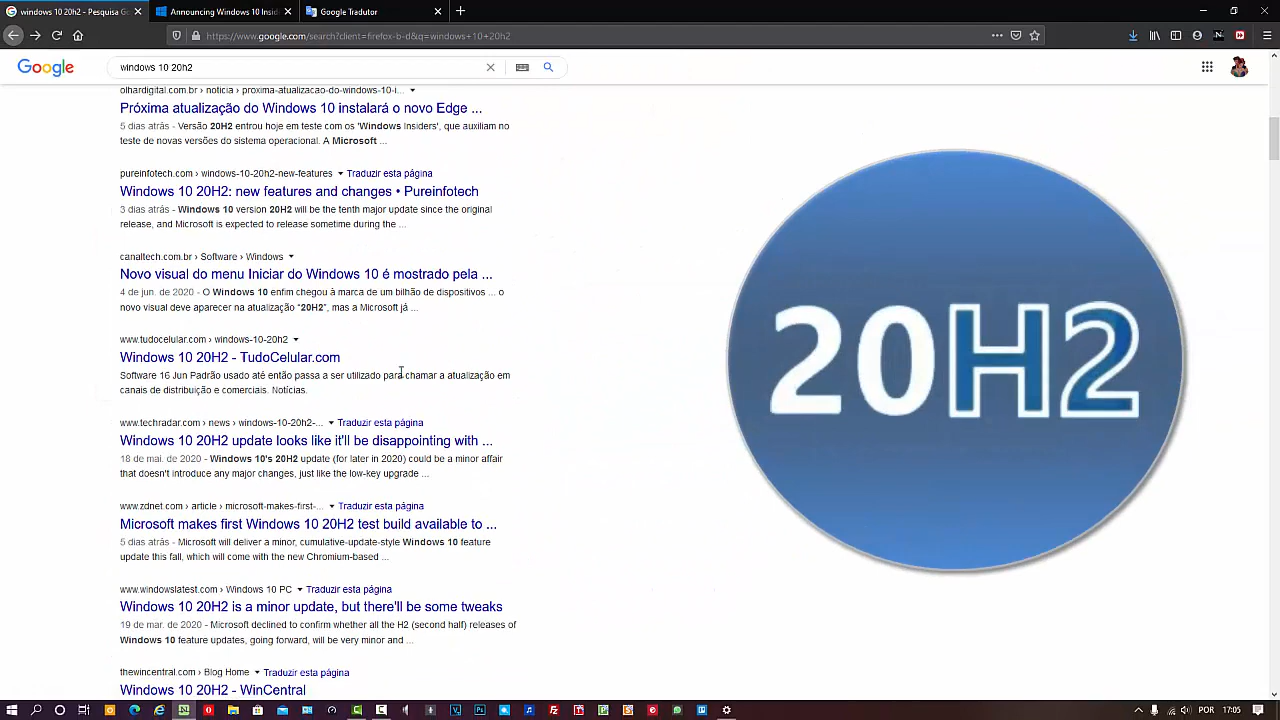 windows 10 20h2 - Pesquisa Go
Announcing Windows 10 Insid
Google Tradutor
https://www.google.com/search?client=firefox-b-d&q=windows+10+20h2
Google
windows 10 20h2
olhardigital.com.br › noticia › proxima-atualizacao-do-windows-10-i...
Próxima atualização do Windows 10 instalará o novo Edge ...
5 dias atrás - Versão 20H2 entrou hoje em teste com os 'Windows Insiders', que auxiliam no
teste de novas versões do sistema operacional. A Microsoft ...
pureinfotech.com › windows-10-20h2-new-features Traduzir esta página
Windows 10 20H2: new features and changes • Pureinfotech
3 dias atrás - Windows 10 version 20H2 will be the tenth major update since the original
release, and Microsoft is expected to release sometime during the ...
canaltech.com.br › Software › Windows
Novo visual do menu Iniciar do Windows 10 é mostrado pela ...
4 de jun. de 2020 - O Windows 10 enfim chegou à marca de um bilhão de dispositivos ... o
novo visual deve aparecer na atualização “20H2”, mas a Microsoft já ...
www.tudocelular.com › windows-10-20h2
Windows 10 20H2 - TudoCelular.com
Software 16 Jun Padrão usado até então passa a ser utilizado para chamar a atualização em
canais de distribuição e comerciais. Notícias.
www.techradar.com › news › windows-10-20h2-... Traduzir esta página
Windows 10 20H2 update looks like it'll be disappointing with ...
18 de mai. de 2020 - Windows 10's 20H2 update (for later in 2020) could be a minor affair
that doesn't introduce any major changes, just like the low-key upgrade ...
www.zdnet.com › article › microsoft-makes-first-... Traduzir esta página
Microsoft makes first Windows 10 20H2 test build available to ...
5 dias atrás - Microsoft will deliver a minor, cumulative-update-style Windows 10 feature
update this fall, which will come with the new Chromium-based ...
www.windowslatest.com › Windows 10 PC Traduzir esta página
Windows 10 20H2 is a minor update, but there'll be some tweaks
19 de mar. de 2020 - Microsoft declined to confirm whether all the H2 (second half) releases of
Windows 10 feature updates, going forward, will be very minor and ...
thewincentral.com › Blog Home Traduzir esta página
Windows 10 20H2 - WinCentral
20H2
POR 17:05